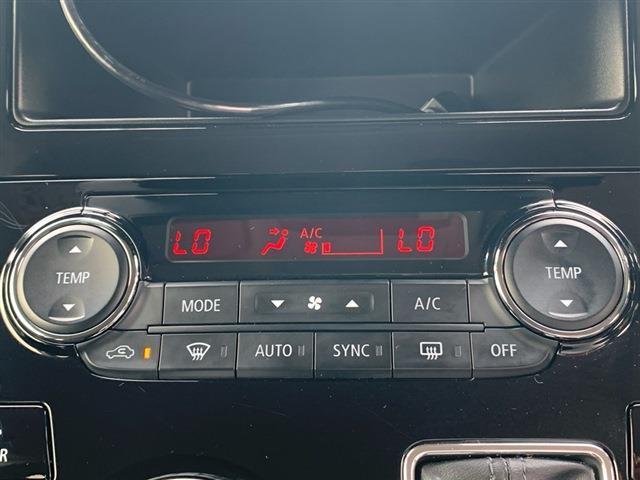 LO A/C LO
TEMP
TEMP
MODE A/C
AUTO SYNC OFF
R